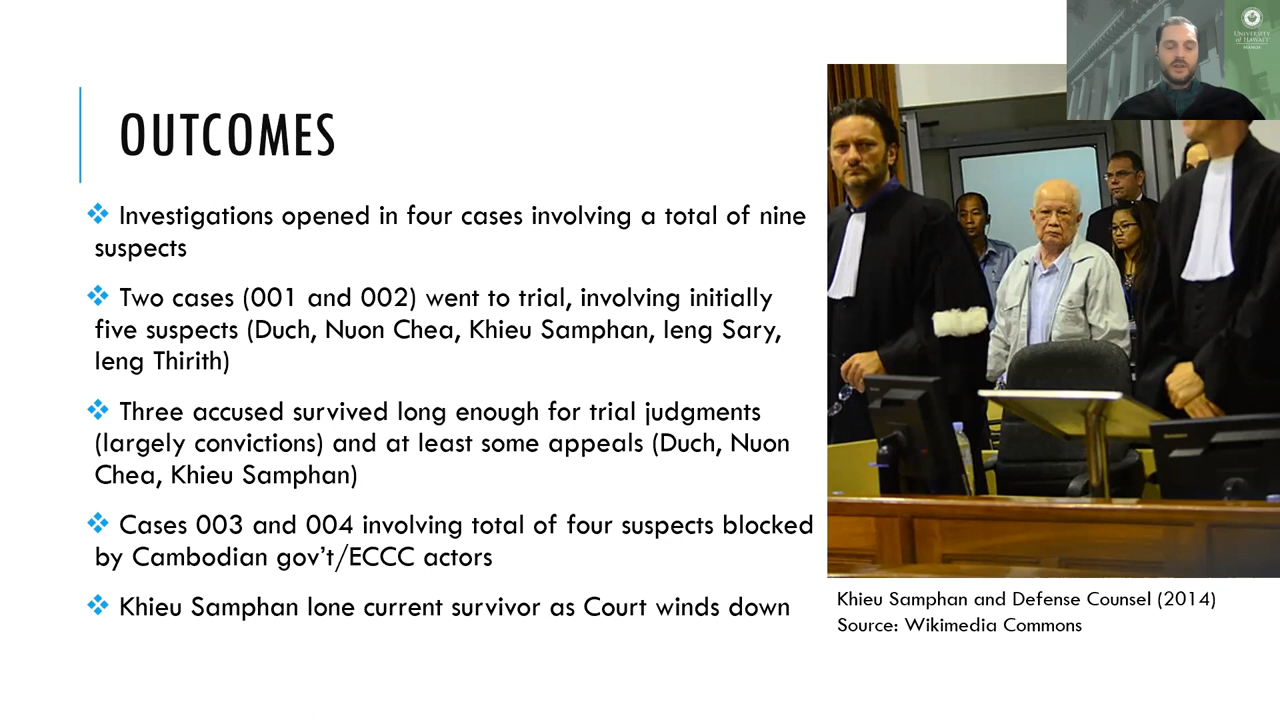 UNIVERSITY
of HAWAI'I
MĀNOA
OUTCOMES
❖ Investigations opened in four cases involving a total of nine
suspects
❖ Two cases (001 and 002) went to trial, involving initially
five suspects (Duch, Nuon Chea, Khieu Samphan, Ieng Sary,
Ieng Thirith)
❖ Three accused survived long enough for trial judgments
(largely convictions) and at least some appeals (Duch, Nuon
Chea, Khieu Samphan)
❖ Cases 003 and 004 involving total of four suspects blocked
by Cambodian gov't/ECCC actors
❖ Khieu Samphan lone current survivor as Court winds down
Khieu Samphan and Defense Counsel (2014)
Source: Wikimedia Commons